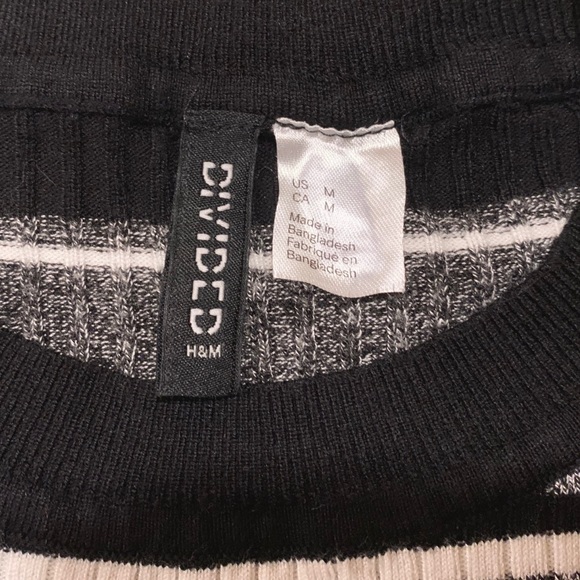 DIVIDED
H&M
US M
CA M
Made in
Bangladesh
Fabriqué en
Bangladesh